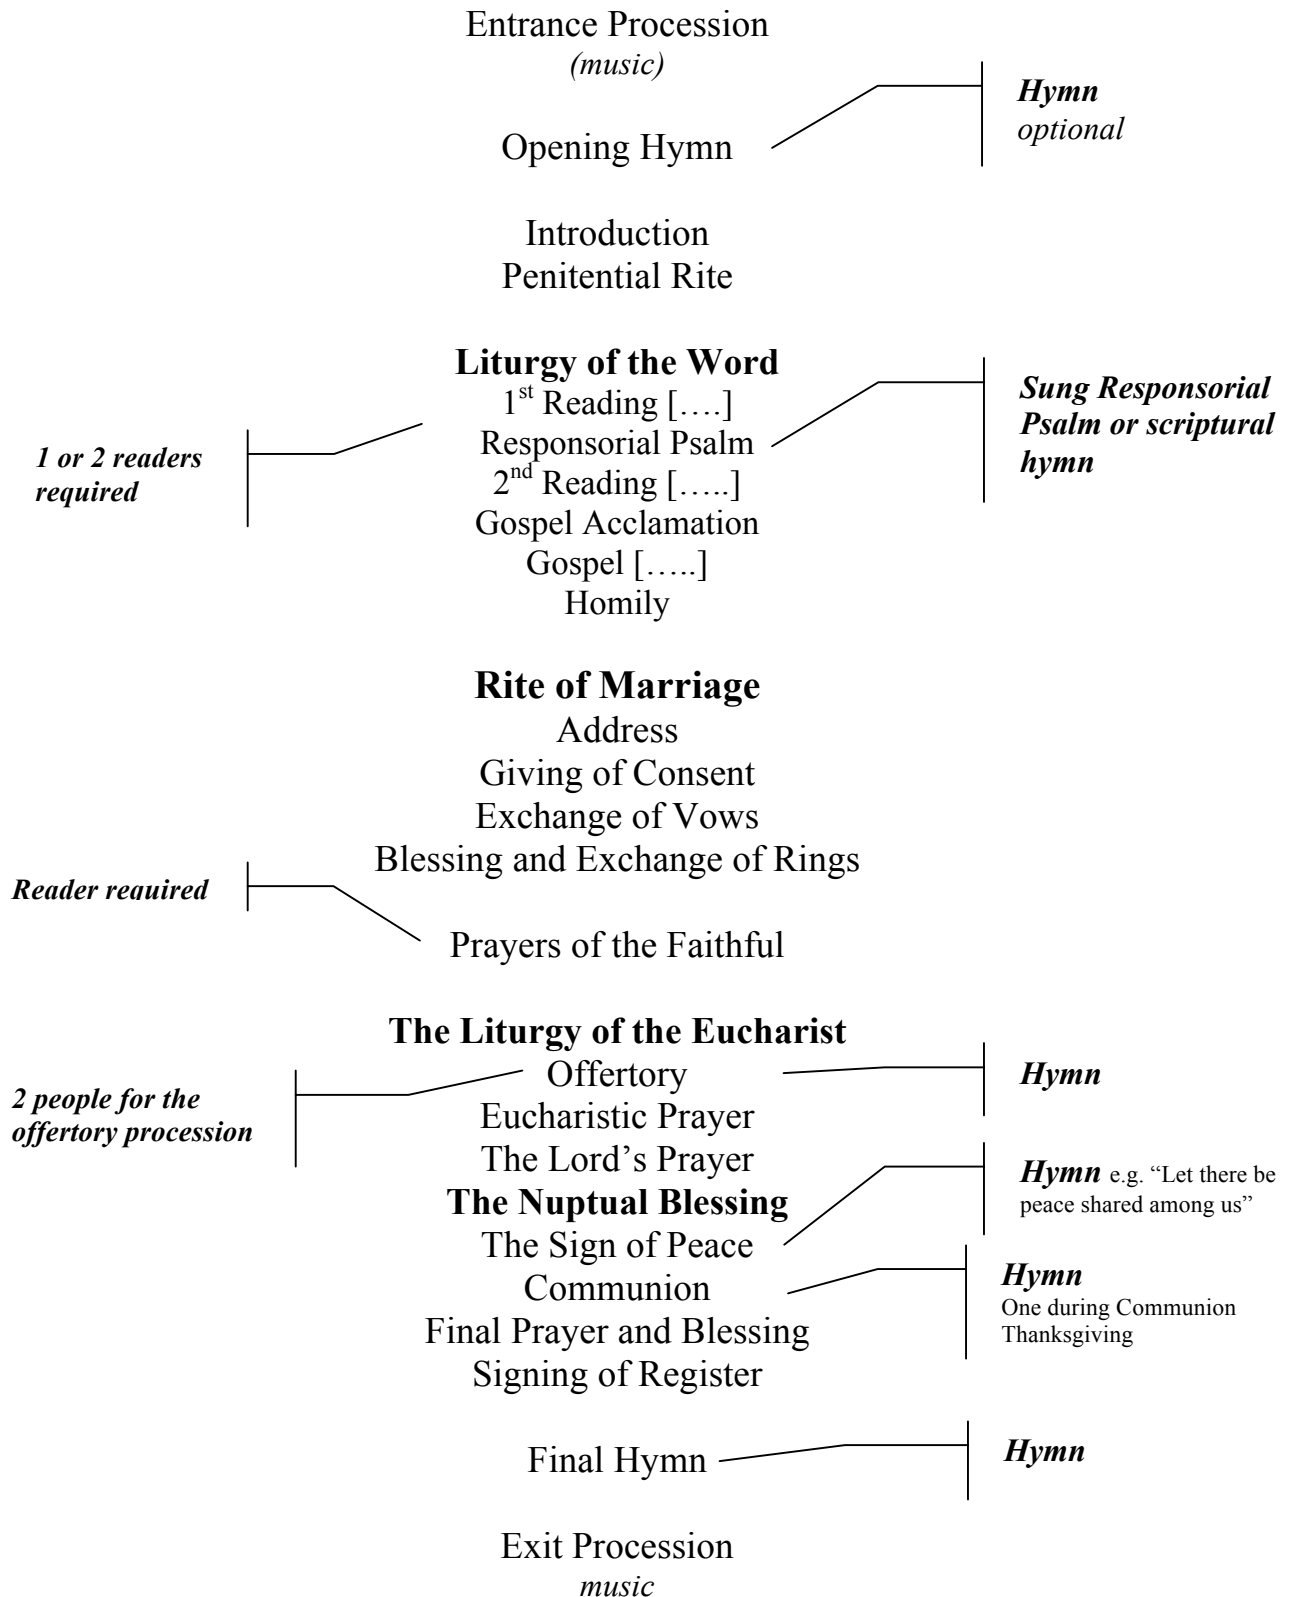 Entrance Procession
(music)
Hymn
optional
Opening Hymn
Introduction
Penitential Rite
Liturgy of the Word
1st Reading [….]
Responsorial Psalm
2nd Reading […..]
Gospel Acclamation
Gospel […..]
Homily
1 or 2 readers
required
Sung Responsorial
Psalm or scriptural
hymn
Rite of Marriage
Address
Giving of Consent
Exchange of Vows
Blessing and Exchange of Rings
Reader required
Prayers of the Faithful
The Liturgy of the Eucharist
Offertory
Eucharistic Prayer
The Lord’s Prayer
The Nuptual Blessing
The Sign of Peace
Communion
Final Prayer and Blessing
Signing of Register
2 people for the
offertory procession
Hymn
Hymn e.g. “Let there be
peace shared among us”
Hymn
One during Communion
Thanksgiving
Final Hymn
Hymn
Exit Procession
music